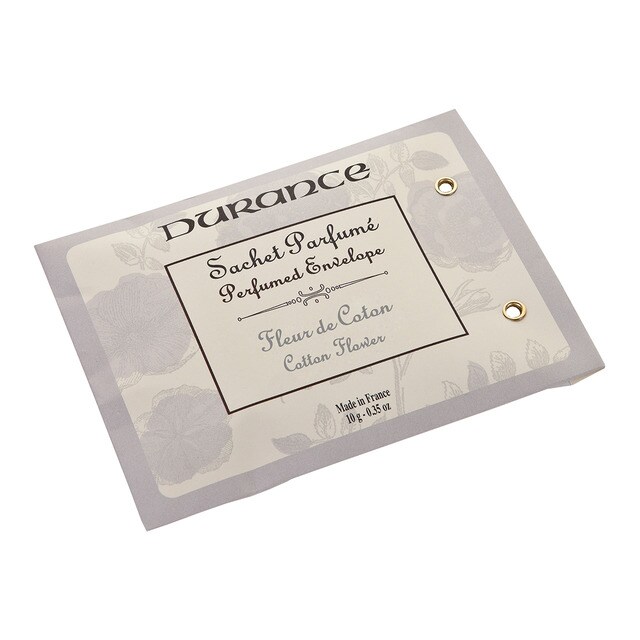 DURANCE
Sachet Parfumé
Perfumed Envelope
Fleur de Coton
Cotton Flower
Made in France
10 g - 0.35 oz